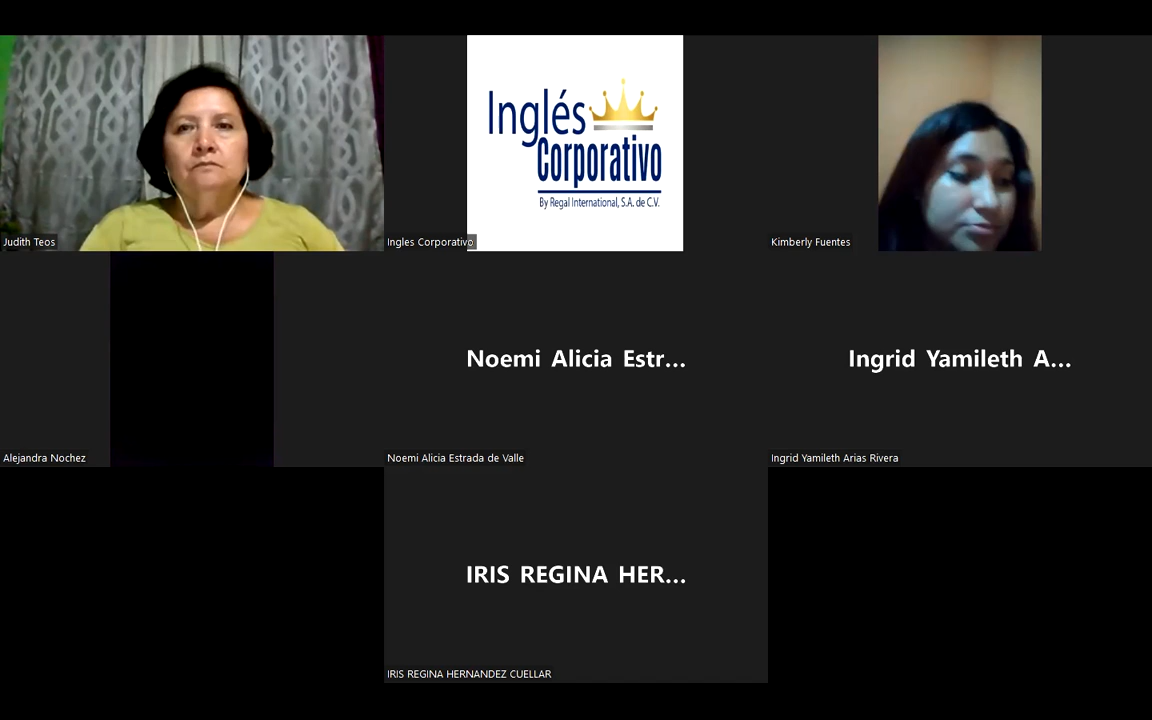 Inglés
Corporativo
By Regal International, S.A. de C.V.
Judith Teos
Ingles Corporativo
Kimberly Fuentes
Noemi Alicia Estr...
Ingrid Yamileth A...
Alejandra Nochez
Noemi Alicia Estrada de Valle
Ingrid Yamileth Arias Rivera
IRIS REGINA HER...
IRIS REGINA HERNANDEZ CUELLAR